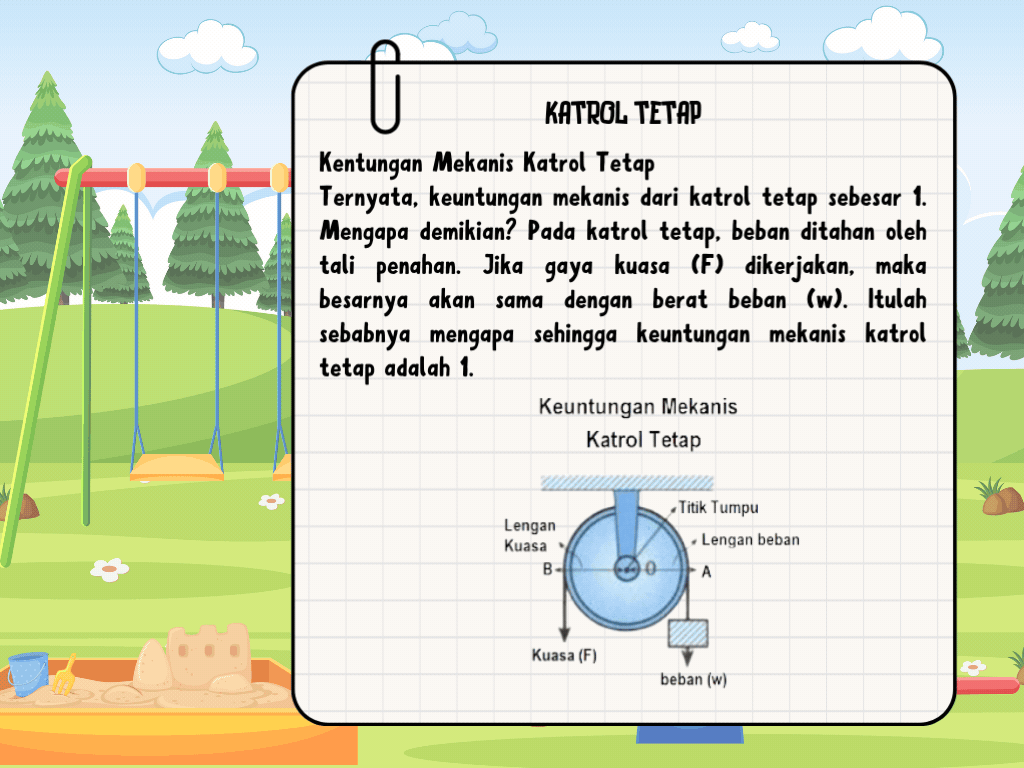 KATROL TETAP
Kentungan Mekanis Katrol Tetap
Ternyata, keuntungan mekanis dari katrol tetap sebesar 1.
Mengapa demikian? Pada katrol tetap, beban ditahan oleh
tali penahan. Jika gaya kuasa (F) dikerjakan, maka
besarnya akan sama dengan berat beban (w). Itulah
sebabnya mengapa sehingga keuntungan mekanis katrol
tetap adalah 1.
Keuntungan Mekanis
Katrol Tetap
Titik Tumpu
Lengan
Kuasa
Lengan beban
B
O
A
Kuasa (F)
beban (w)